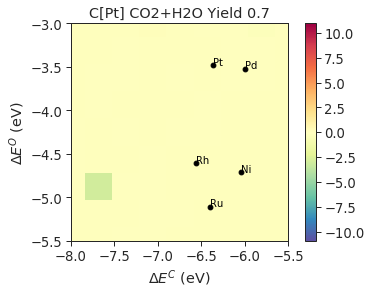 C[Pt] CO2+H2O Yield 0.7
ΔE^O (eV)
−3.0
−3.5
−4.0
−4.5
−5.0
−5.5
Pt
Pd
Rh
Ni
Ru
10.0
7.5
5.0
2.5
0.0
−2.5
−5.0
−7.5
−10.0
−8.0 −7.5 −7.0 −6.5 −6.0 −5.5
ΔE^C (eV)